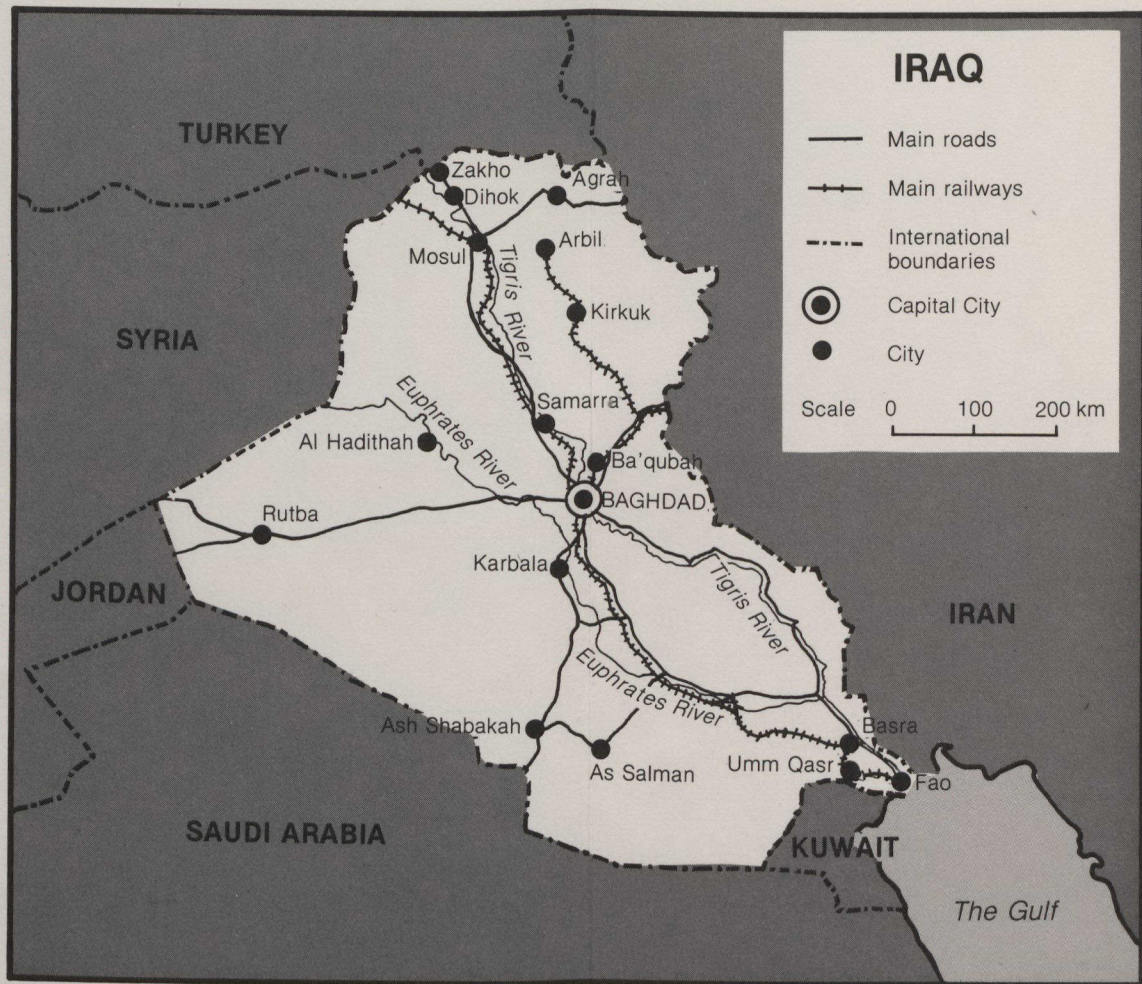 IRAQ
Main roads
Main railways
International
boundaries
Capital City
City
Scale 0 100 200 km
TURKEY
Zakho
Dihok
Agrah
Mosul
Arbil
Tigris River
Kirkuk
SYRIA
Euphrates River
Samarra
Al Hadithah
Ba'qubah
BAGHDAD
Rutba
Karbala
JORDAN
Tigris River
IRAN
Euphrates River
Ash Shabakah
Basra
As Salman
Umm Qasr
Fao
SAUDI ARABIA
KUWAIT
The Gulf